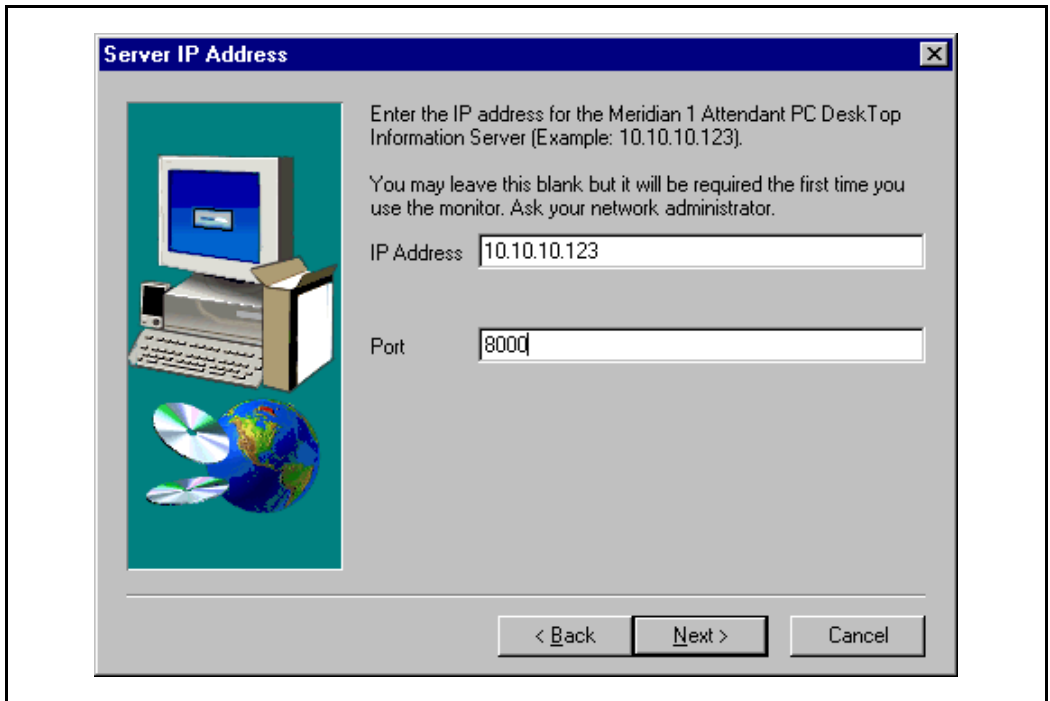 Server IP Address
Enter the IP address for the Meridian 1 Attendant PC DeskTop
Information Server (Example: 10.10.10.123).
You may leave this blank but it will be required the first time you
use the monitor. Ask your network administrator.
IP Address 10.10.10.123
Port 8000
< Back Next > Cancel